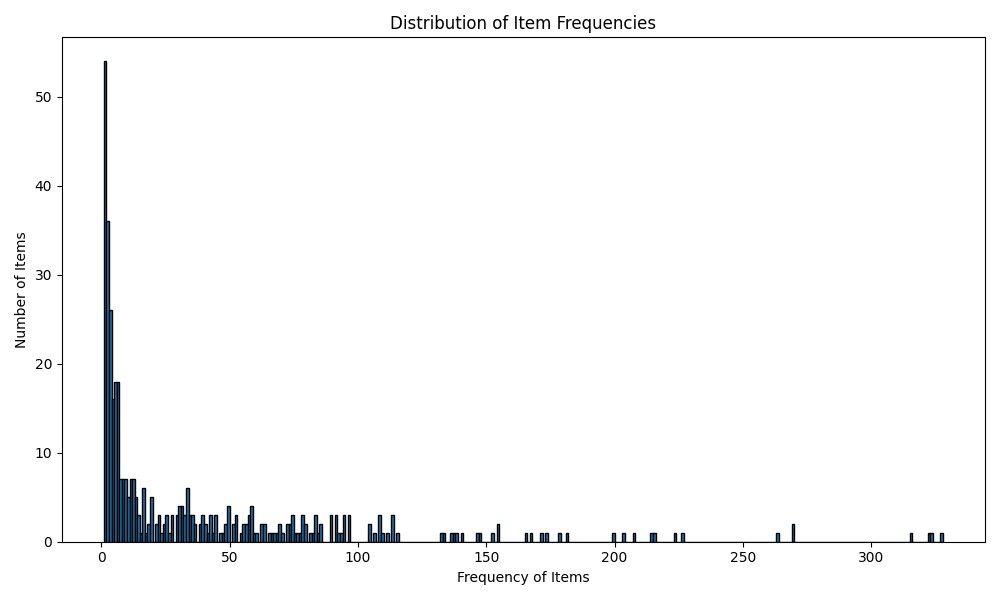 Distribution of Item Frequencies
Number of Items
50
40
30
20
10
0
0 50 100 150 200 250 300
Frequency of Items